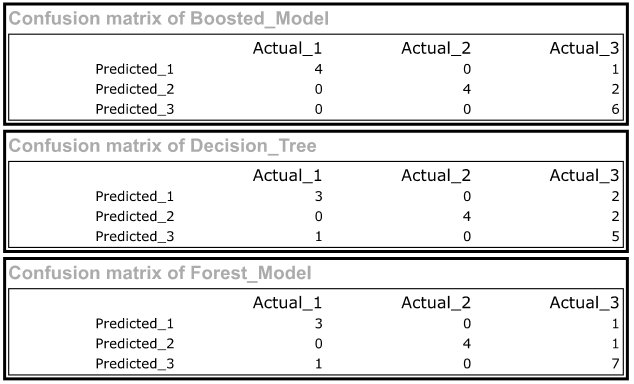 Confusion matrix of Boosted_Model
Actual_1 Actual_2 Actual_3
Predicted_1 4 0 1
Predicted_2 0 4 2
Predicted_3 0 0 6
Confusion matrix of Decision_Tree
Actual_1 Actual_2 Actual_3
Predicted_1 3 0 2
Predicted_2 0 4 2
Predicted_3 1 0 5
Confusion matrix of Forest_Model
Actual_1 Actual_2 Actual_3
Predicted_1 3 0 1
Predicted_2 0 4 1
Predicted_3 1 0 7